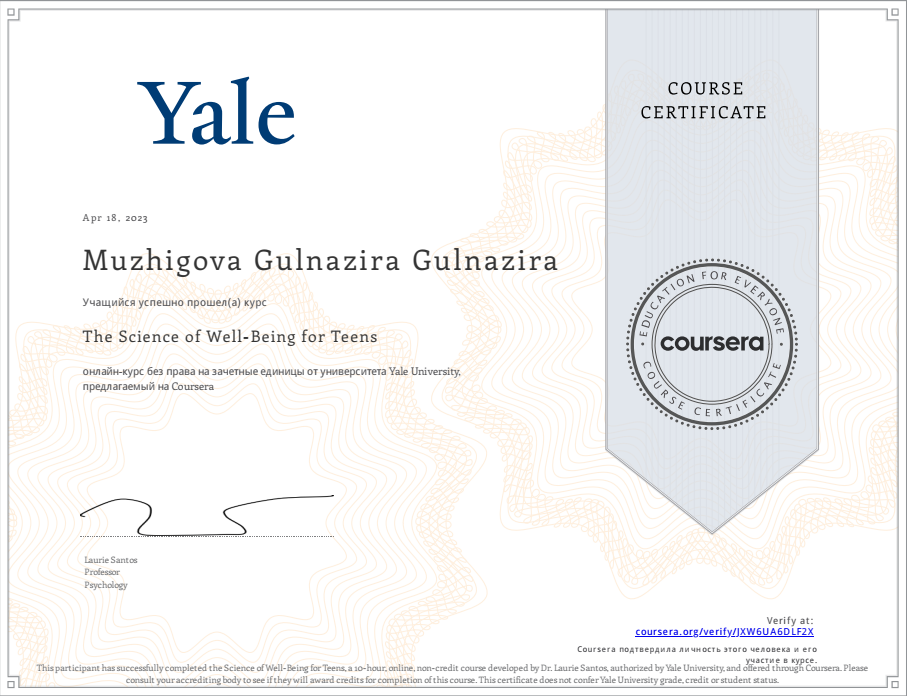 Yale
COURSE
CERTIFICATE
Apr 18, 2023
Muzhigova Gulnazira Gulnazira
Учащийся успешно прошел(а) курс
The Science of Well-Being for Teens
онлайн-курс без права на зачетные единицы от университета Yale University,
предлагаемый на Coursera
EDUCATION FOR EVERYONE
coursera
COURSE CERTIFICATE
Laurie Santos
Professor
Psychology
Verify at:
coursera.org/verify/JXW6UA6DLF2X
Coursera подтвердила личность этого человека и его
участие в курсе.
This participant has successfully completed the Science of Well-Being for Teens, a 10-hour, online, non-credit course developed by Dr. Laurie Santos, authorized by Yale University, and offered through Coursera. Please
consult your accrediting body to see if they will award credits for completion of this course. This certificate does not confer Yale University grade, credit or student status.